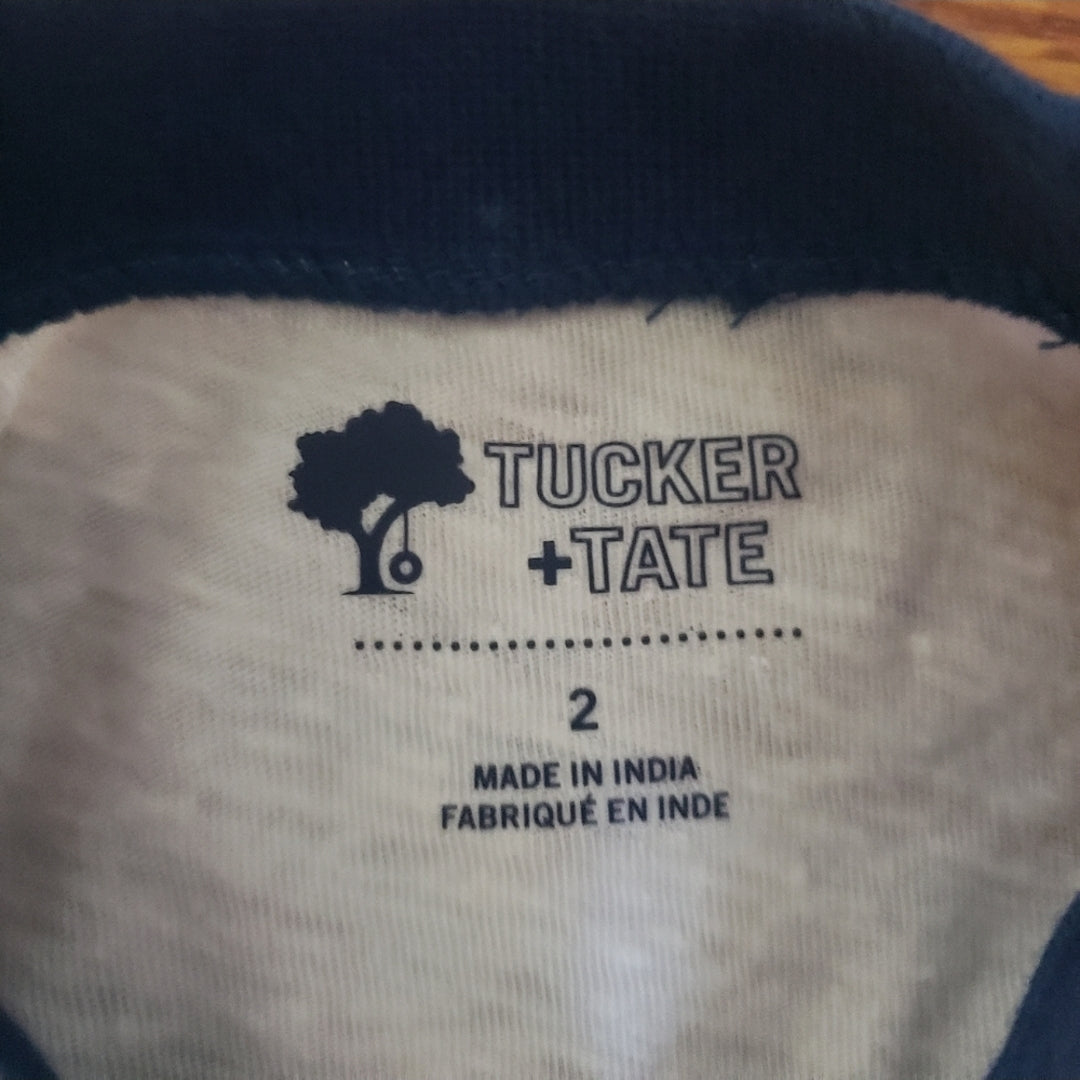 TUCKER
+TATE
2
MADE IN INDIA
FABRIQUÉ EN INDE